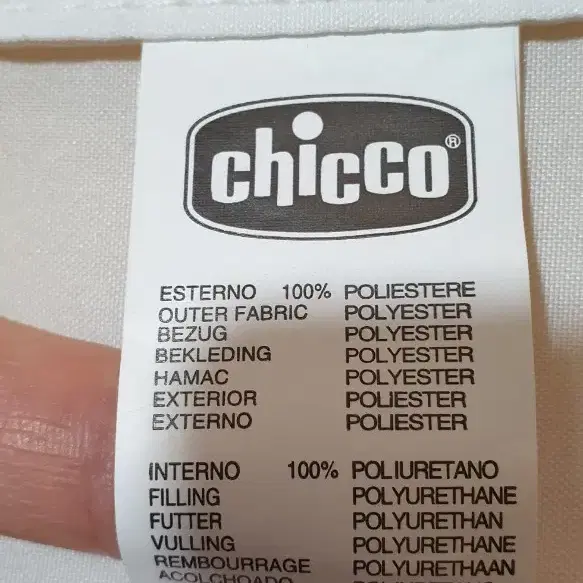 chicco®
ESTERNO 100% POLIESTERE
OUTER FABRIC POLYESTER
BEZUG POLYESTER
BEKLEDING POLYESTER
HAMAC POLYESTER
EXTERIOR POLIESTER
EXTERNO POLIESTER
INTERNO 100% POLIURETANO
FILLING POLYURETHANE
FUTTER POLYURETHAN
VULLING POLYURETHANE
REMBOURRAGE POLYURETHAAN
ACOLCHOADO